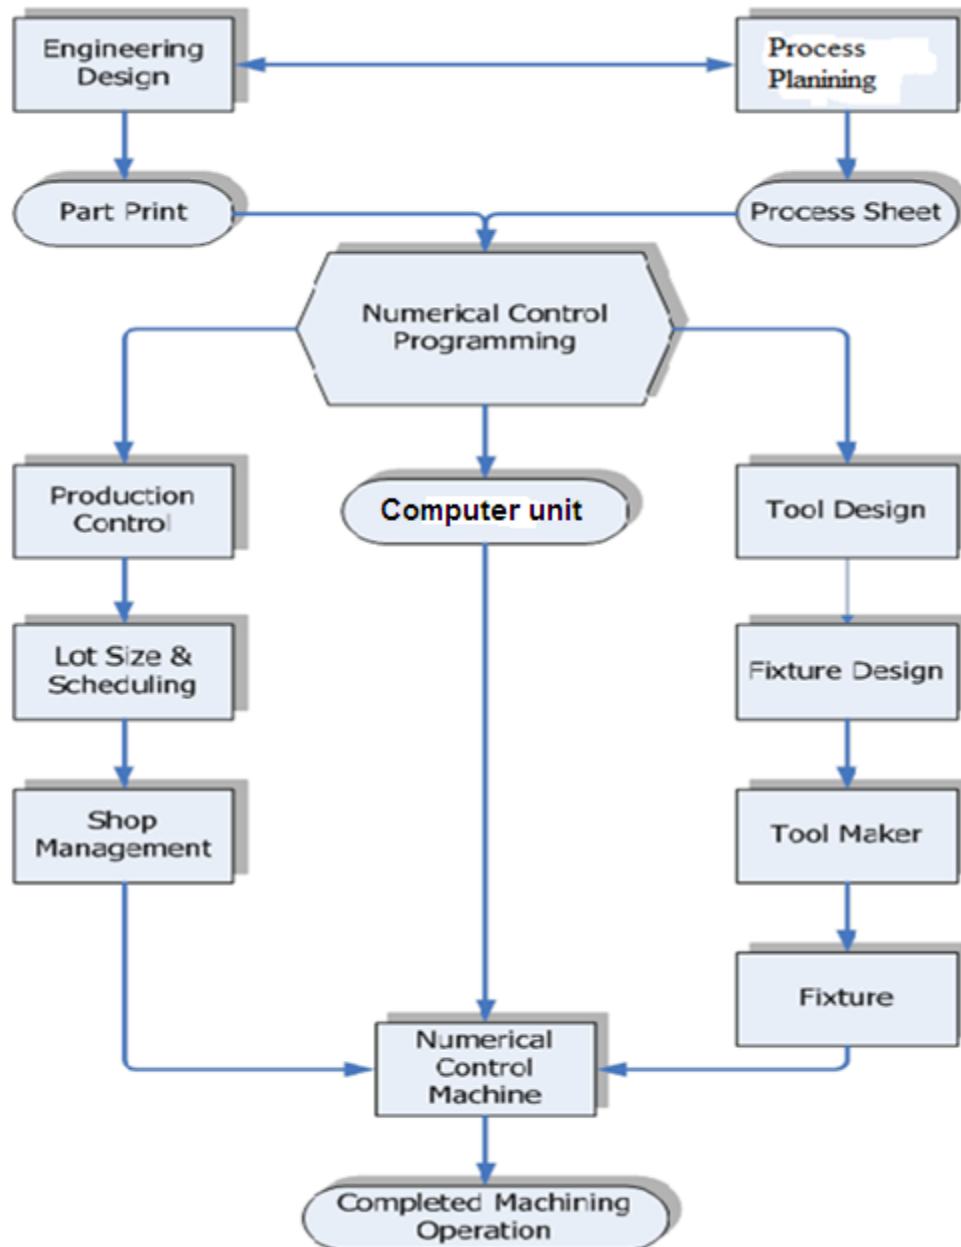 Engineering
Design
Process
Planining
Part Print
Process Sheet
Numerical Control
Programming
Production
Control
Computer unit
Tool Design
Lot Size &
Scheduling
Fixture Design
Shop
Management
Tool Maker
Fixture
Numerical
Control
Machine
Completed Machining
Operation